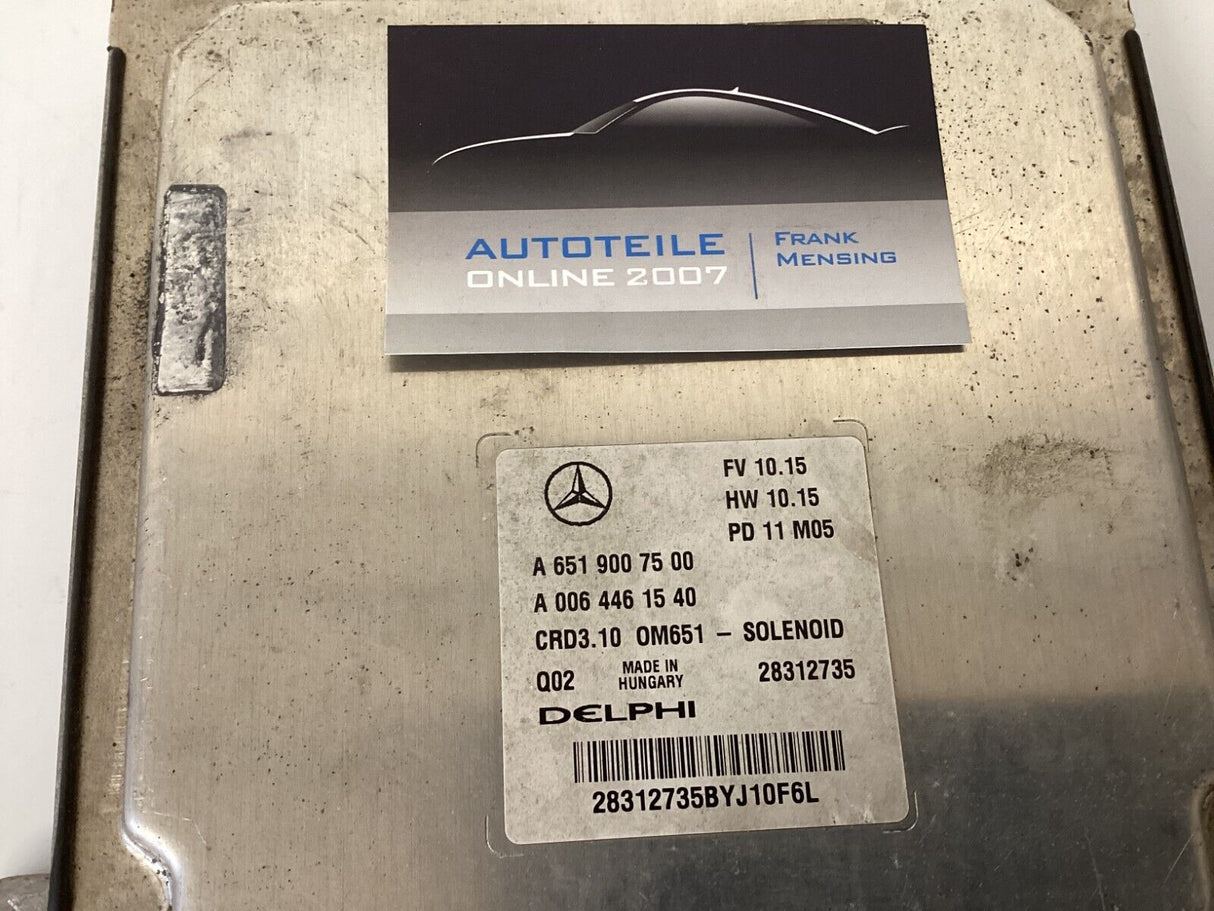 AUTOTEILE
ONLINE 2007
FRANK
MENSING
FV 10.15
HW 10.15
PD 11 M05
A 651 900 75 00
A 006 446 15 40
CRD3.10 OM651 – SOLENOID
Q02 MADE IN HUNGARY 28312735
DELPHI
28312735BYJ10F6L